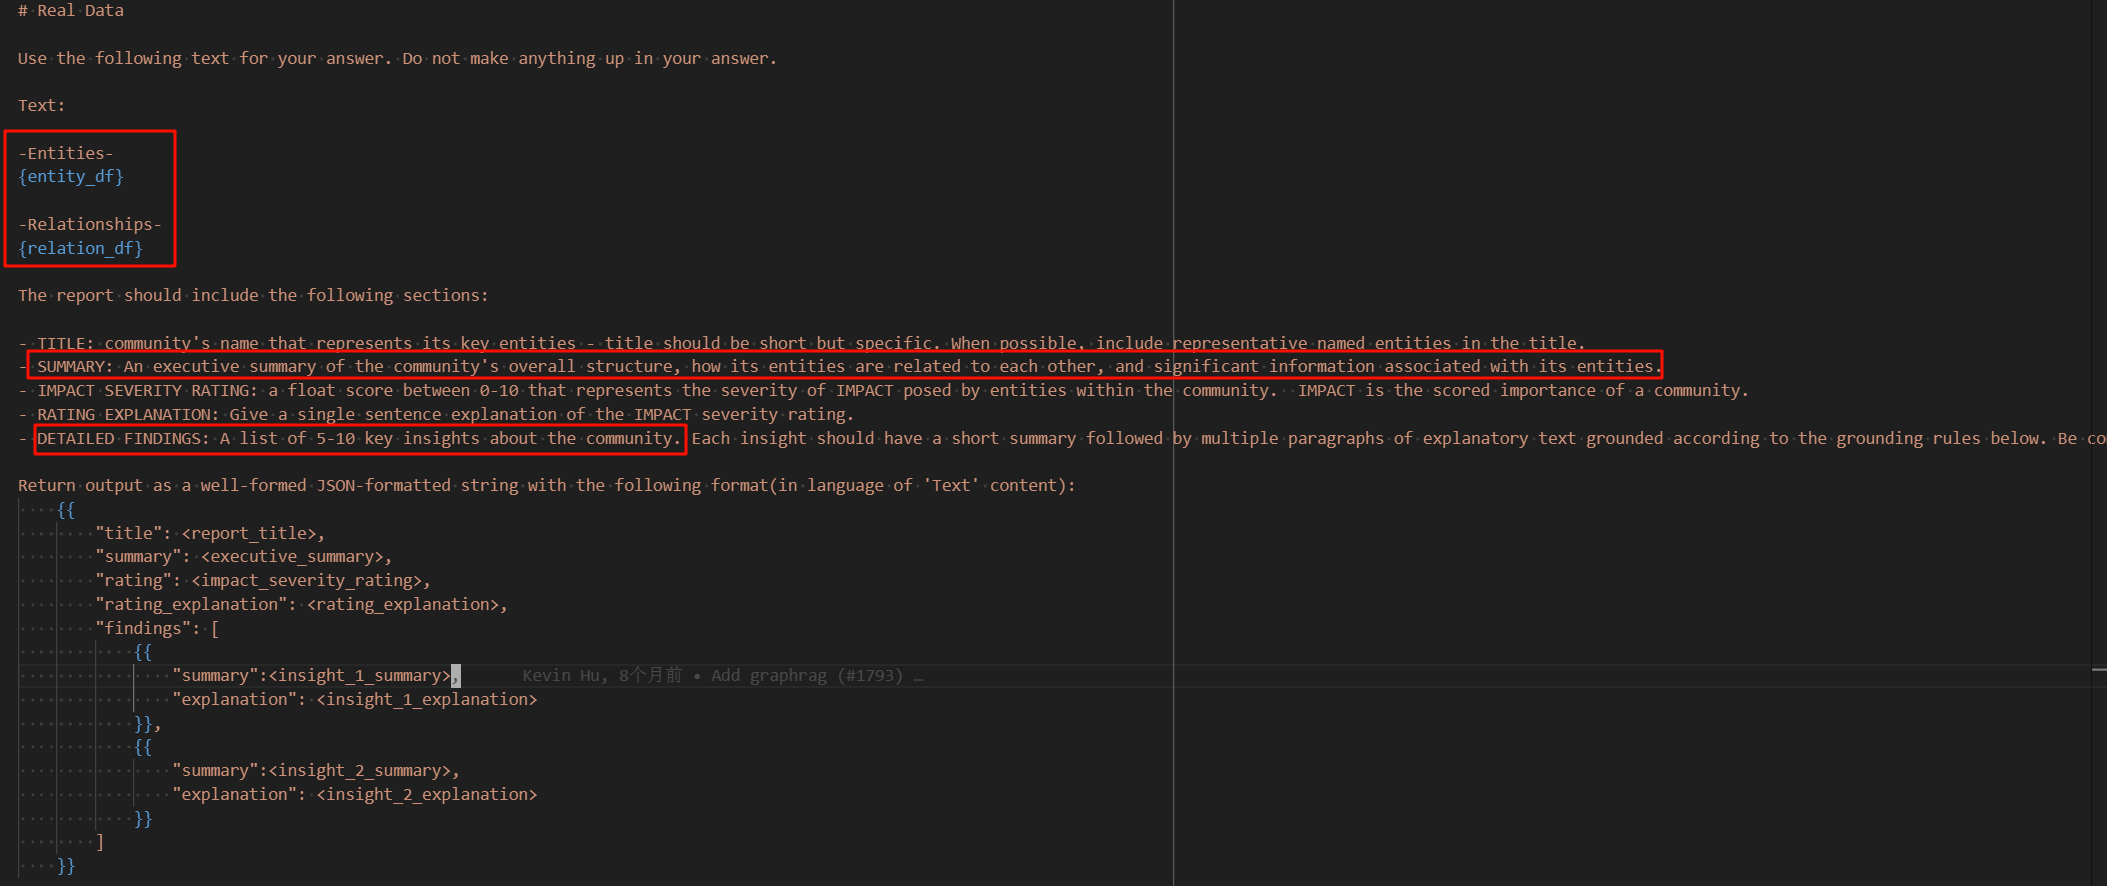 # Real Data
Use the following text for your answer. Do not make anything up in your answer.
Text:
-Entities-
{entity_df}
-Relationships-
{relation_df}
The report should include the following sections:
- TITLE: community's name that represents its key entities - title should be short but specific. When possible, include representative named entities in the title.
- SUMMARY: An executive summary of the community's overall structure, how its entities are related to each other, and significant information associated with its entities.
- IMPACT SEVERITY RATING: a float score between 0-10 that represents the severity of IMPACT posed by entities within the community.  IMPACT is the scored importance of a community.
- RATING EXPLANATION: Give a single sentence explanation of the IMPACT severity rating.
- DETAILED FINDINGS: A list of 5-10 key insights about the community. Each insight should have a short summary followed by multiple paragraphs of explanatory text grounded according to the grounding rules below. Be co
Return output as a well-formed JSON-formatted string with the following format(in language of 'Text' content):
{{
"title": <report_title>,
"summary": <executive_summary>,
"rating": <impact_severity_rating>,
"rating_explanation": <rating_explanation>,
"findings": [
{{
"summary":<insight_1_summary>, Kevin Hu, 8个月前 • Add graphrag (#1793) …
"explanation": <insight_1_explanation>
}},
{{
"summary":<insight_2_summary>,
"explanation": <insight_2_explanation>
}}
]
}}